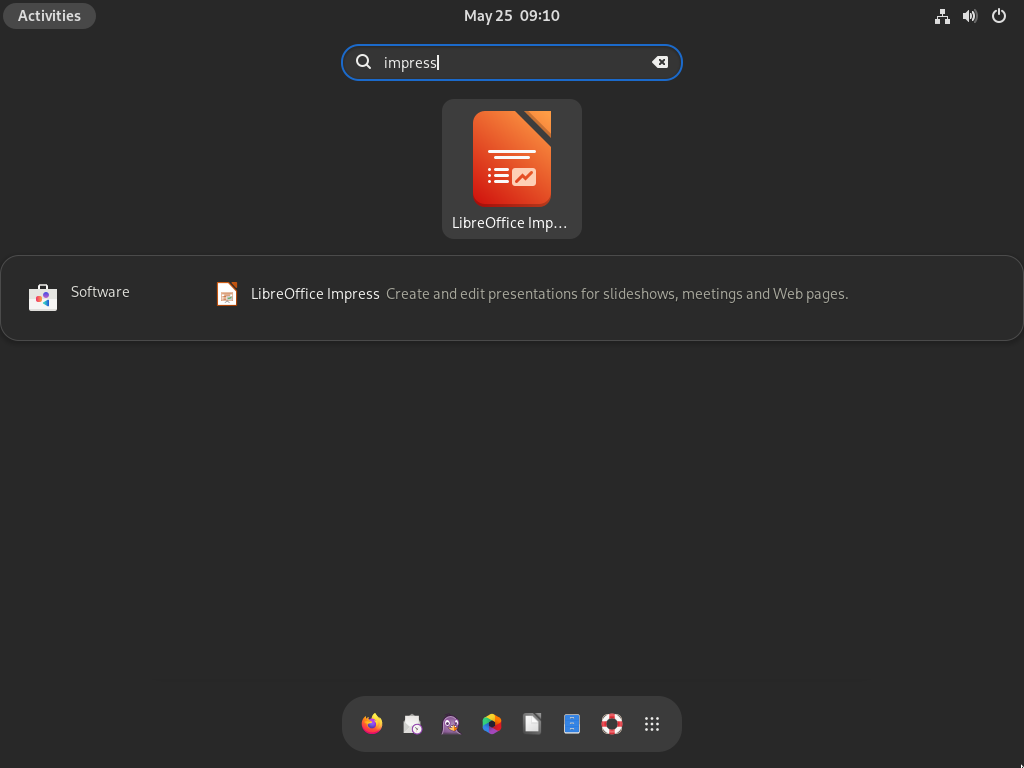 Activities
May 25 09:10
impress
LibreOffice Imp…
Software
LibreOffice Impress Create and edit presentations for slideshows, meetings and Web pages.